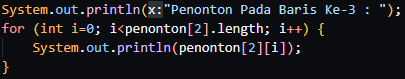 System.out.println(x:"Penonton Pada Baris Ke-3 : ");
for (int i=0; i<penonton[2].length; i++) {
    System.out.println(penonton[2][i]);
}